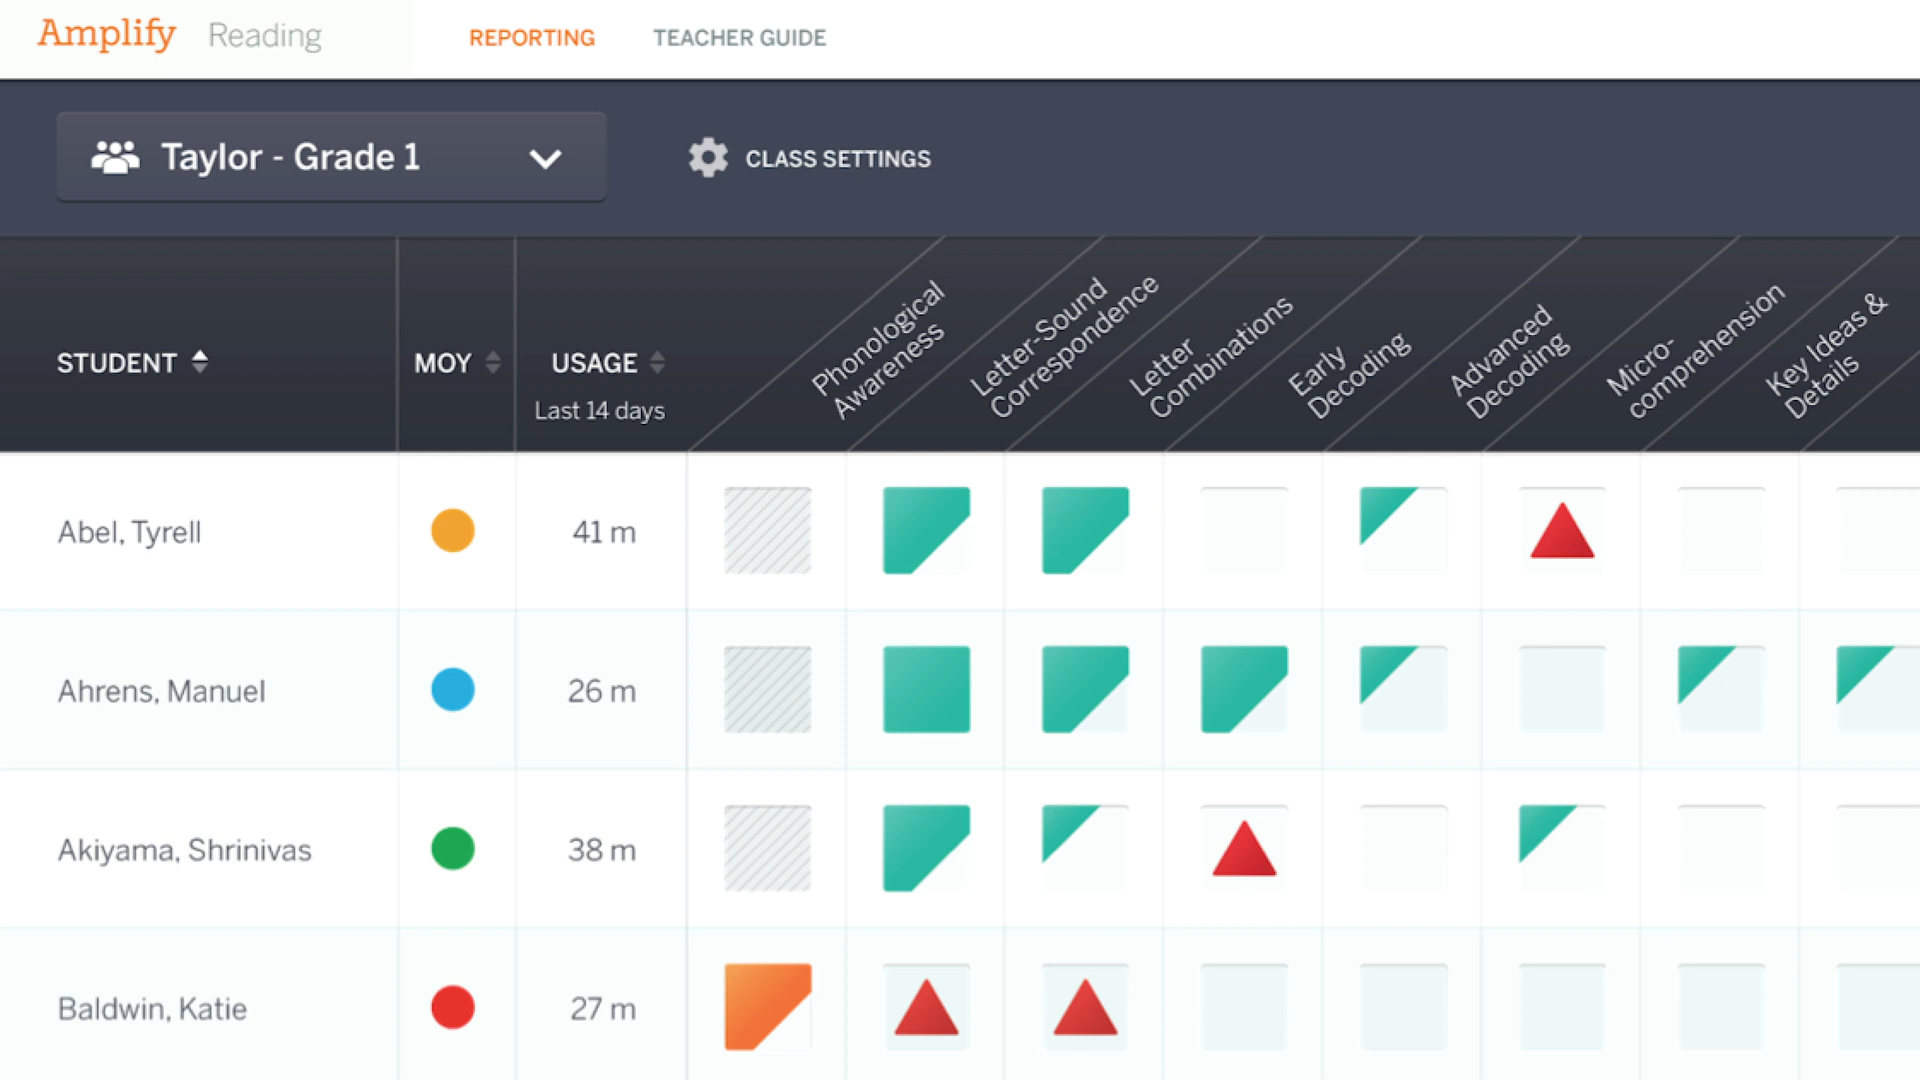 Amplify Reading REPORTING TEACHER GUIDE
Taylor - Grade 1 CLASS SETTINGS
STUDENT MOY USAGE
Last 14 days
Phonological
Awareness
Letter-Sound
Correspondence
Letter
Combinations
Early
Decoding
Advanced
Decoding
Micro-
comprehension
Key Ideas &
Details
Abel, Tyrell 41 m
Ahrens, Manuel 26 m
Akiyama, Shrinivas 38 m
Baldwin, Katie 27 m